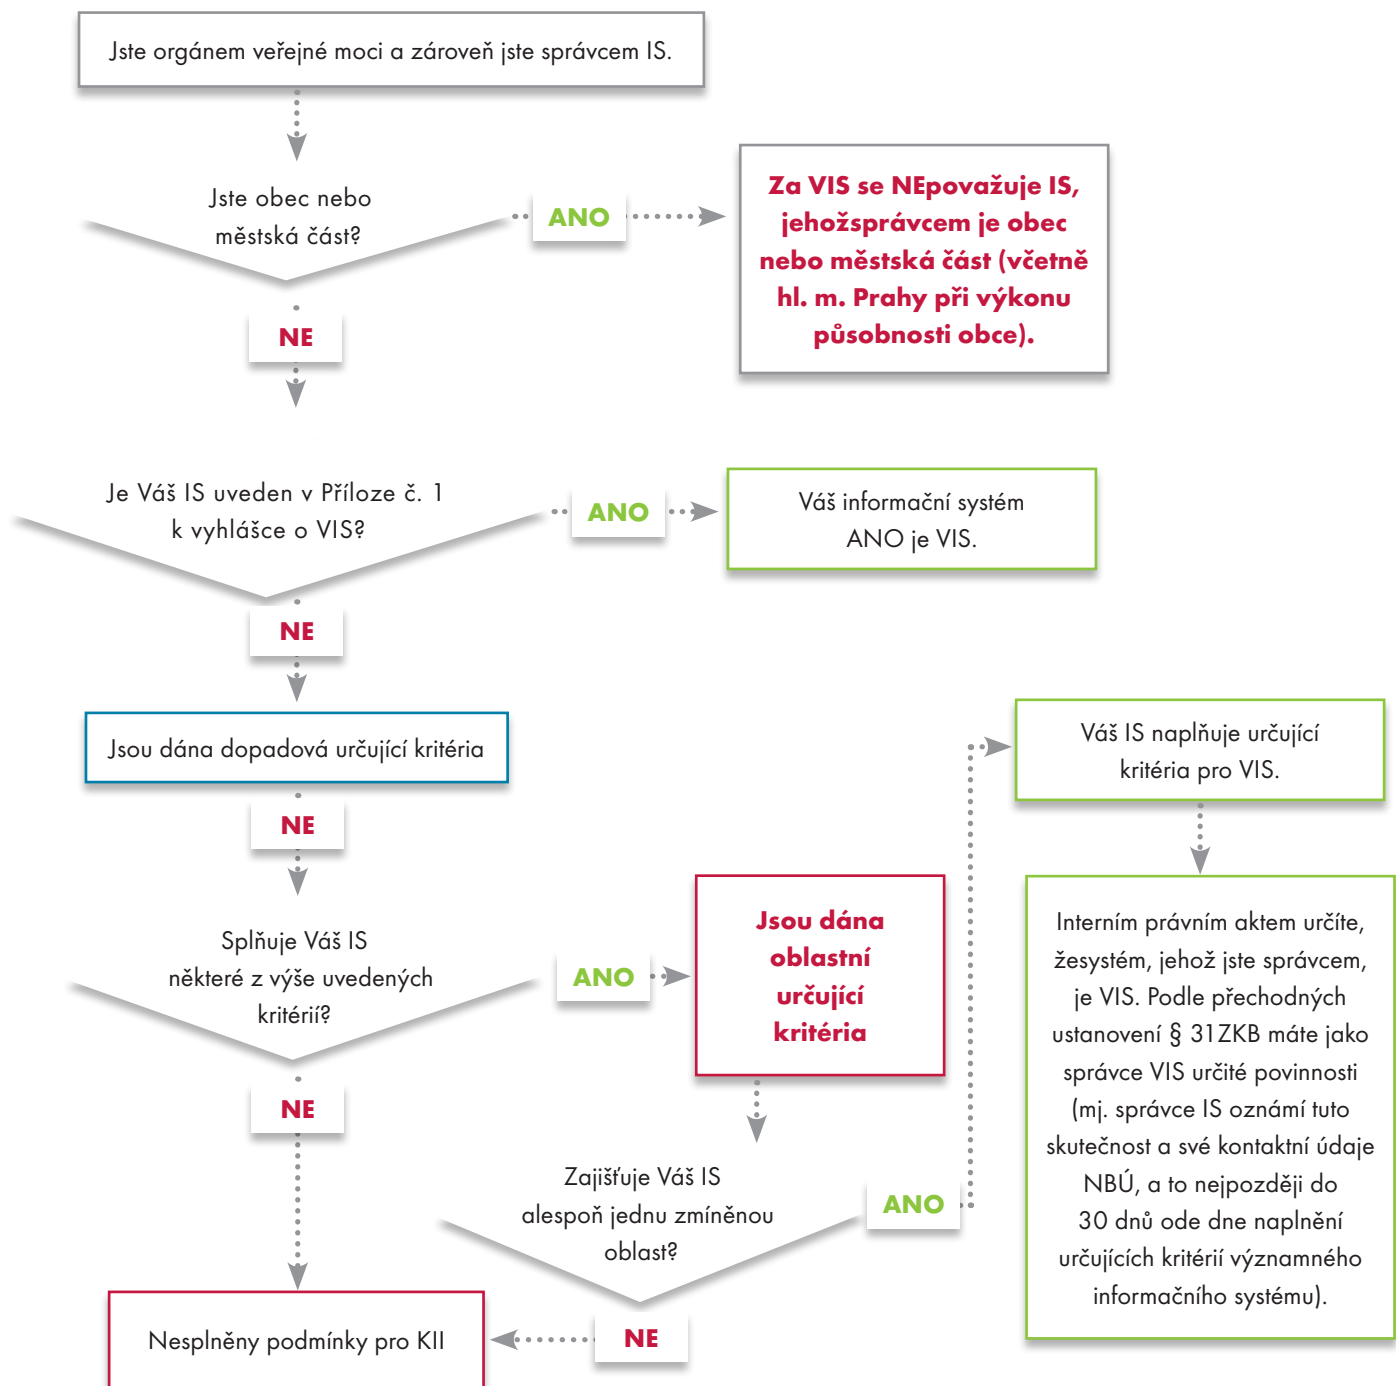 Jste orgánem veřejné moci a zároveň jste správcem IS.
Jste obec nebo
městská část?
ANO
Za VIS se NEpovažuje IS,
jehožsprávcem je obec
nebo městská část (včetně
hl. m. Prahy při výkonu
působnosti obce).
NE
Je Váš IS uveden v Příloze č. 1
k vyhlášce o VIS?
ANO
Váš informační systém
ANO je VIS.
NE
Jsou dána dopadová určující kritéria
NE
Splňuje Váš IS
některé z výše uvedených
kritérií?
ANO
Jsou dána
oblastní
určující
kritéria
NE
Zajišťuje Váš IS
alespoň jednu zmíněnou
oblast?
ANO
Váš IS naplňuje určující
kritéria pro VIS.
Interním právním aktem určíte,
žesystém, jehož jste správcem,
je VIS. Podle přechodných
ustanovení § 31ZKB máte jako
správce VIS určité povinnosti
(mj. správce IS oznámí tuto
skutečnost a své kontaktní údaje
NBÚ, a to nejpozději do
30 dnů ode dne naplnění
určujících kritérií významného
informačního systému).
NE
Nesplněny podmínky pro KII